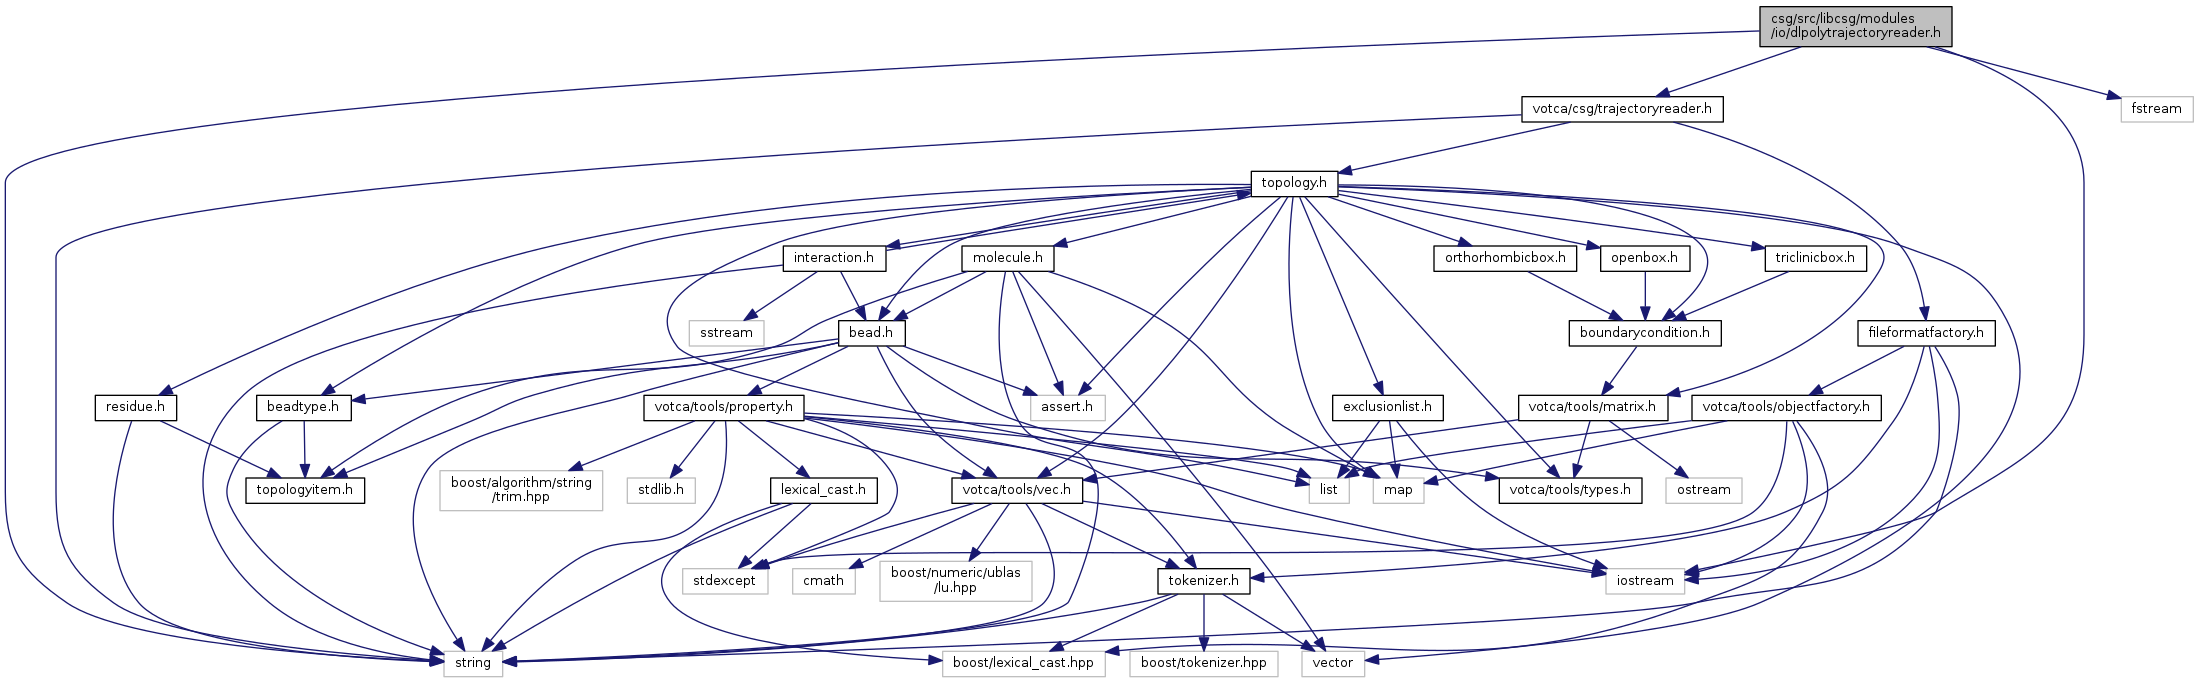 csg/src/libcsg/modules
/io/dlpolytrajectoryreader.h
votca/csg/trajectoryreader.h
fstream
topology.h
interaction.h
molecule.h
orthorhombicbox.h
openbox.h
triclinicbox.h
sstream
bead.h
boundarycondition.h
fileformatfactory.h
residue.h
beadtype.h
votca/tools/property.h
assert.h
exclusionlist.h
votca/tools/matrix.h
votca/tools/objectfactory.h
topologyitem.h
boost/algorithm/string
/trim.hpp
stdlib.h
lexical_cast.h
votca/tools/vec.h
list
map
votca/tools/types.h
ostream
stdexcept
cmath
boost/numeric/ublas
/lu.hpp
tokenizer.h
iostream
string
boost/lexical_cast.hpp
boost/tokenizer.hpp
vector